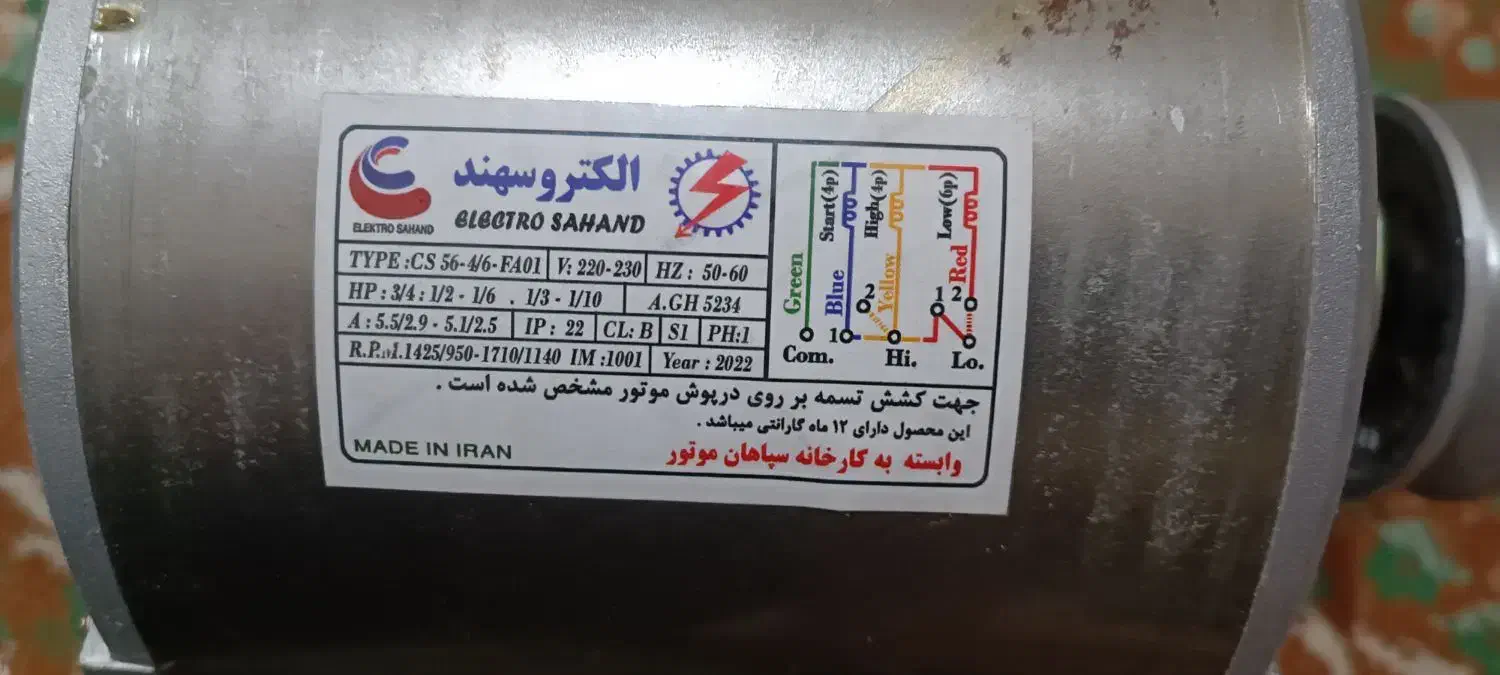 الکتروسهند
ELEKTRO SAHAND
ELECTRO SAHAND
TYPE :CS 56-4/6-FA01 V: 220-230 HZ : 50-60
HP : 3/4 : 1/2 - 1/6 . 1/3 - 1/10 A.GH 5234
A : 5.5/2.9 - 5.1/2.5 IP : 22 CL: B S1 PH:1
R.P.M.1425/950-1710/1140 IM :1001 Year : 2022
Start(4p) High(4p) Low(6p)
Green Blue Yellow Red
2 1 2
1
Com. Hi. Lo.
جهت کشش تسمه بر روی درپوش موتور مشخص شده است .
این محصول دارای ۱۲ ماه گارانتی میباشد .
وابسته به کارخانه سپاهان موتور
MADE IN IRAN